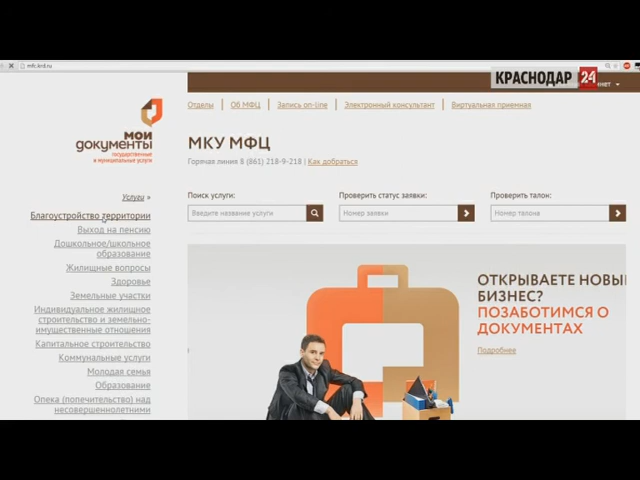 mfc.krd.ru
КРАСНОДАР 24
Отделы | Об МФЦ | Запись on-line | Электронный консультант | Виртуальная приемная
мои
документы
государственные
и муниципальные услуги
МКУ МФЦ
Горячая линия 8 (861) 218-9-218 | Как добраться
Услуги »
Благоустройство территории
Выход на пенсию
Дошкольное/школьное
образование
Жилищные вопросы
Здоровье
Земельные участки
Индивидуальное жилищное
строительство и земельно-
имущественные отношения
Капитальное строительство
Коммунальные услуги
Молодая семья
Образование
Опека (попечительство) над
несовершеннолетними
Поиск услуги:
Введите название услуги
Проверить статус заявки:
Номер заявки
Проверить талон:
Номер талона
ОТКРЫВАЕТЕ НОВЫ
БИЗНЕС?
ПОЗАБОТИМСЯ О
ДОКУМЕНТАХ
Подробнее